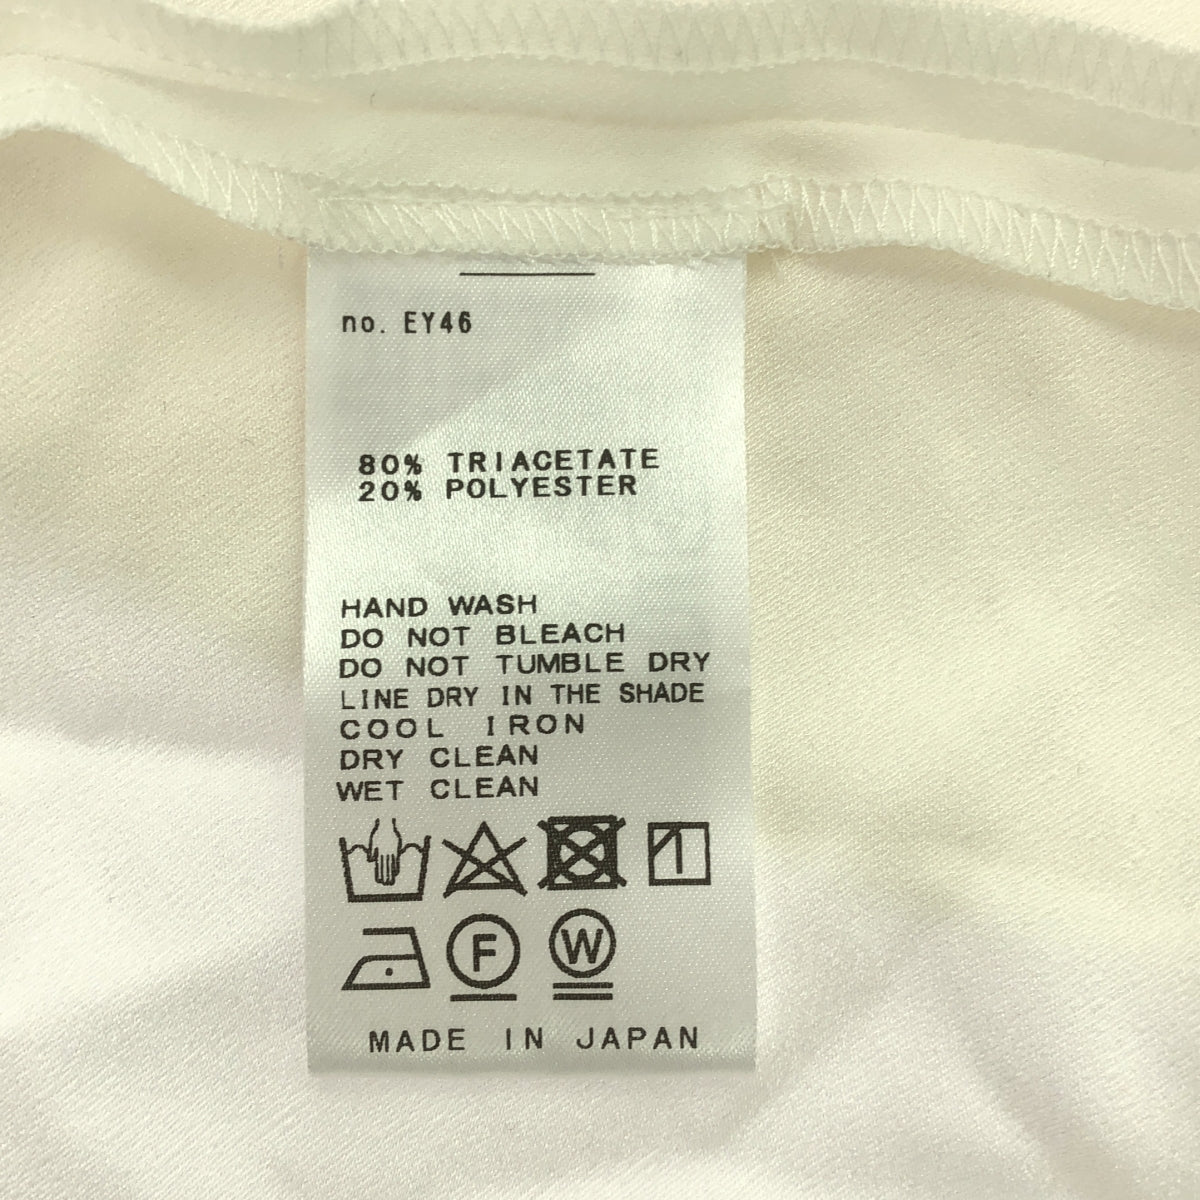 no. EY46
80% TRIACETATE
20% POLYESTER
HAND WASH
DO NOT BLEACH
DO NOT TUMBLE DRY
LINE DRY IN THE SHADE
COOL IRON
DRY CLEAN
WET CLEAN
F W
MADE IN JAPAN